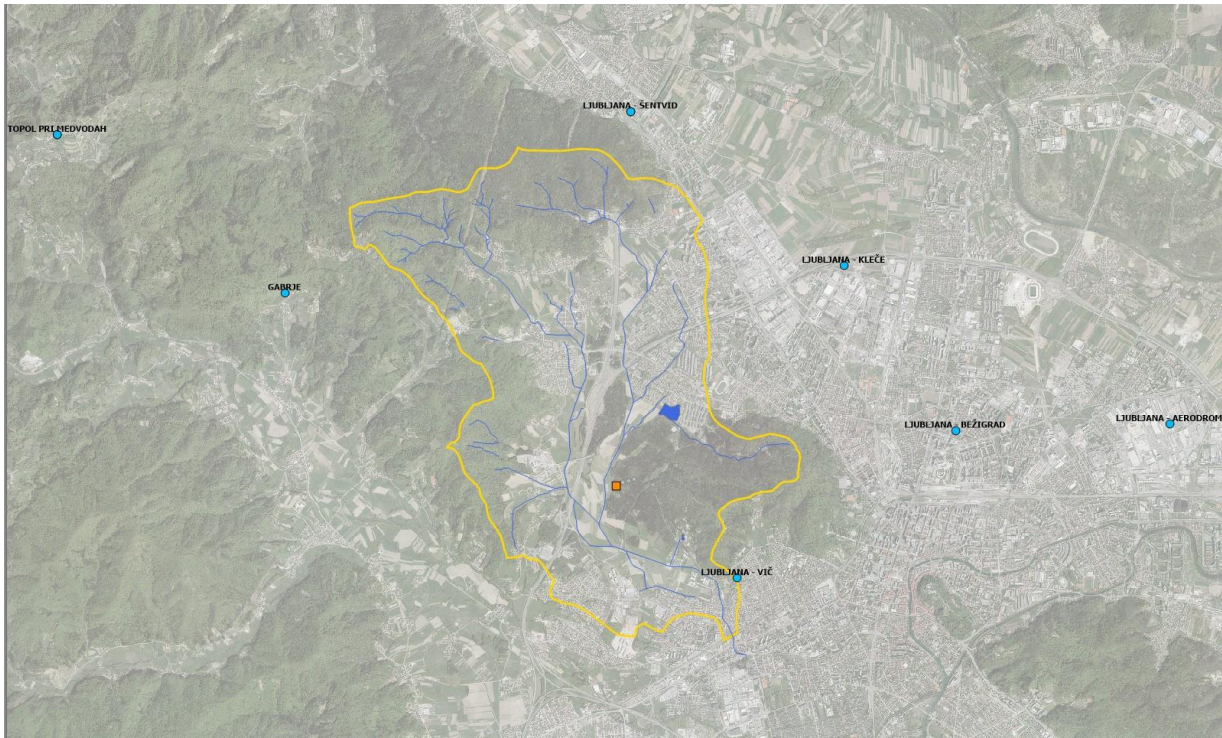 LJUBLJANA - ŠENTVID
TOPOL PRI MEDVODAH
LJUBLJANA - KLEČE
GABRJE
LJUBLJANA - AERODROM
LJUBLJANA - BEŽIGRAD
LJUBLJANA - VIČ